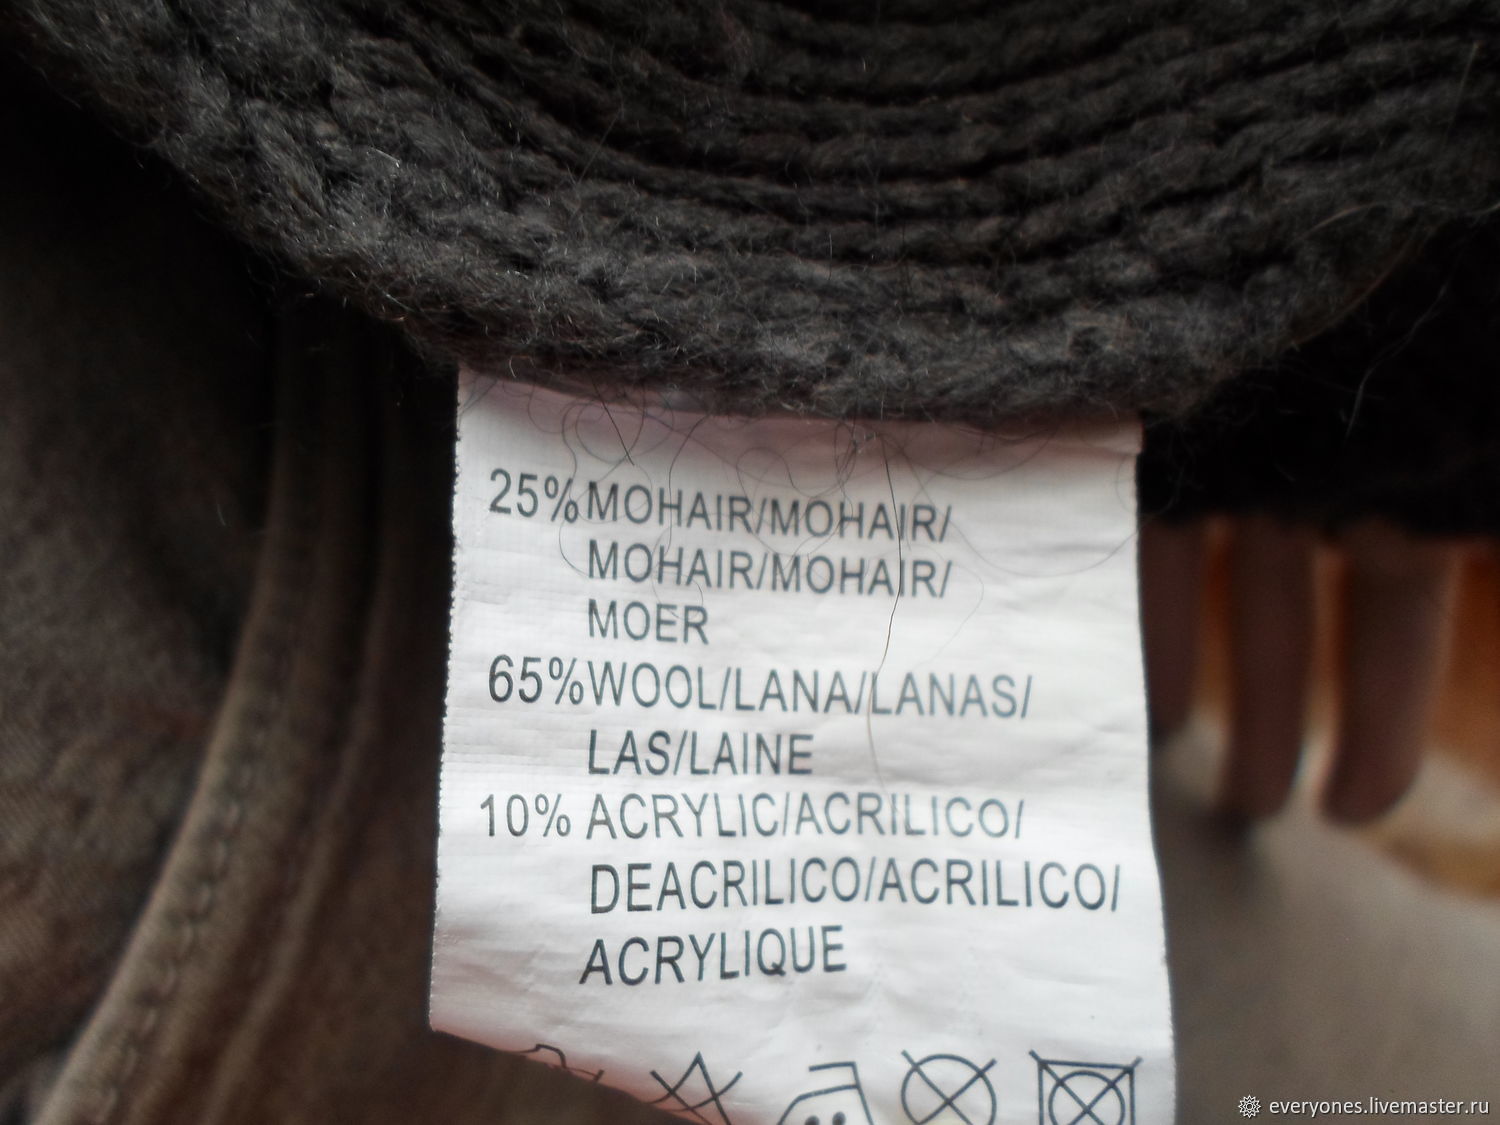 25% MOHAIR/MOHAIR/
MOHAIR/MOHAIR/
MOER
65% WOOL/LANA/LANAS/
LAS/LAINE
10% ACRYLIC/ACRILICO/
DEACRILICO/ACRILICO/
ACRYLIQUE
everyones.livemaster.ru